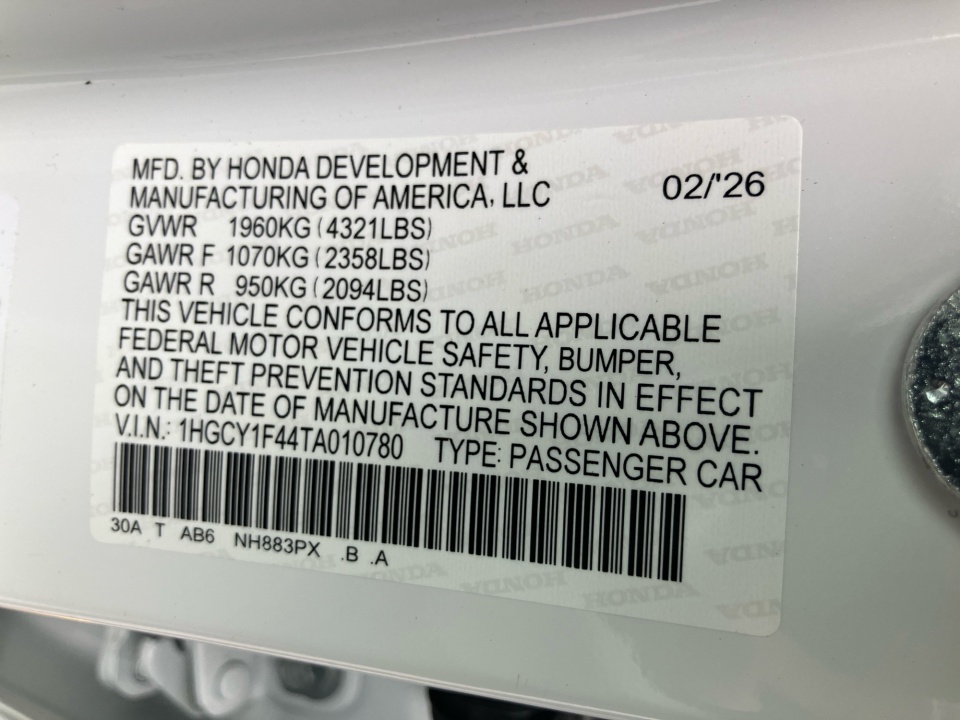 MFD. BY HONDA DEVELOPMENT &
MANUFACTURING OF AMERICA, LLC 02/'26
GVWR 1960KG (4321LBS)
GAWR F 1070KG (2358LBS)
GAWR R 950KG (2094LBS)
THIS VEHICLE CONFORMS TO ALL APPLICABLE
FEDERAL MOTOR VEHICLE SAFETY, BUMPER,
AND THEFT PREVENTION STANDARDS IN EFFECT
ON THE DATE OF MANUFACTURE SHOWN ABOVE.
V.I.N.: 1HGCY1F44TA010780 TYPE: PASSENGER CAR
30A T AB6 NH883PX .B .A